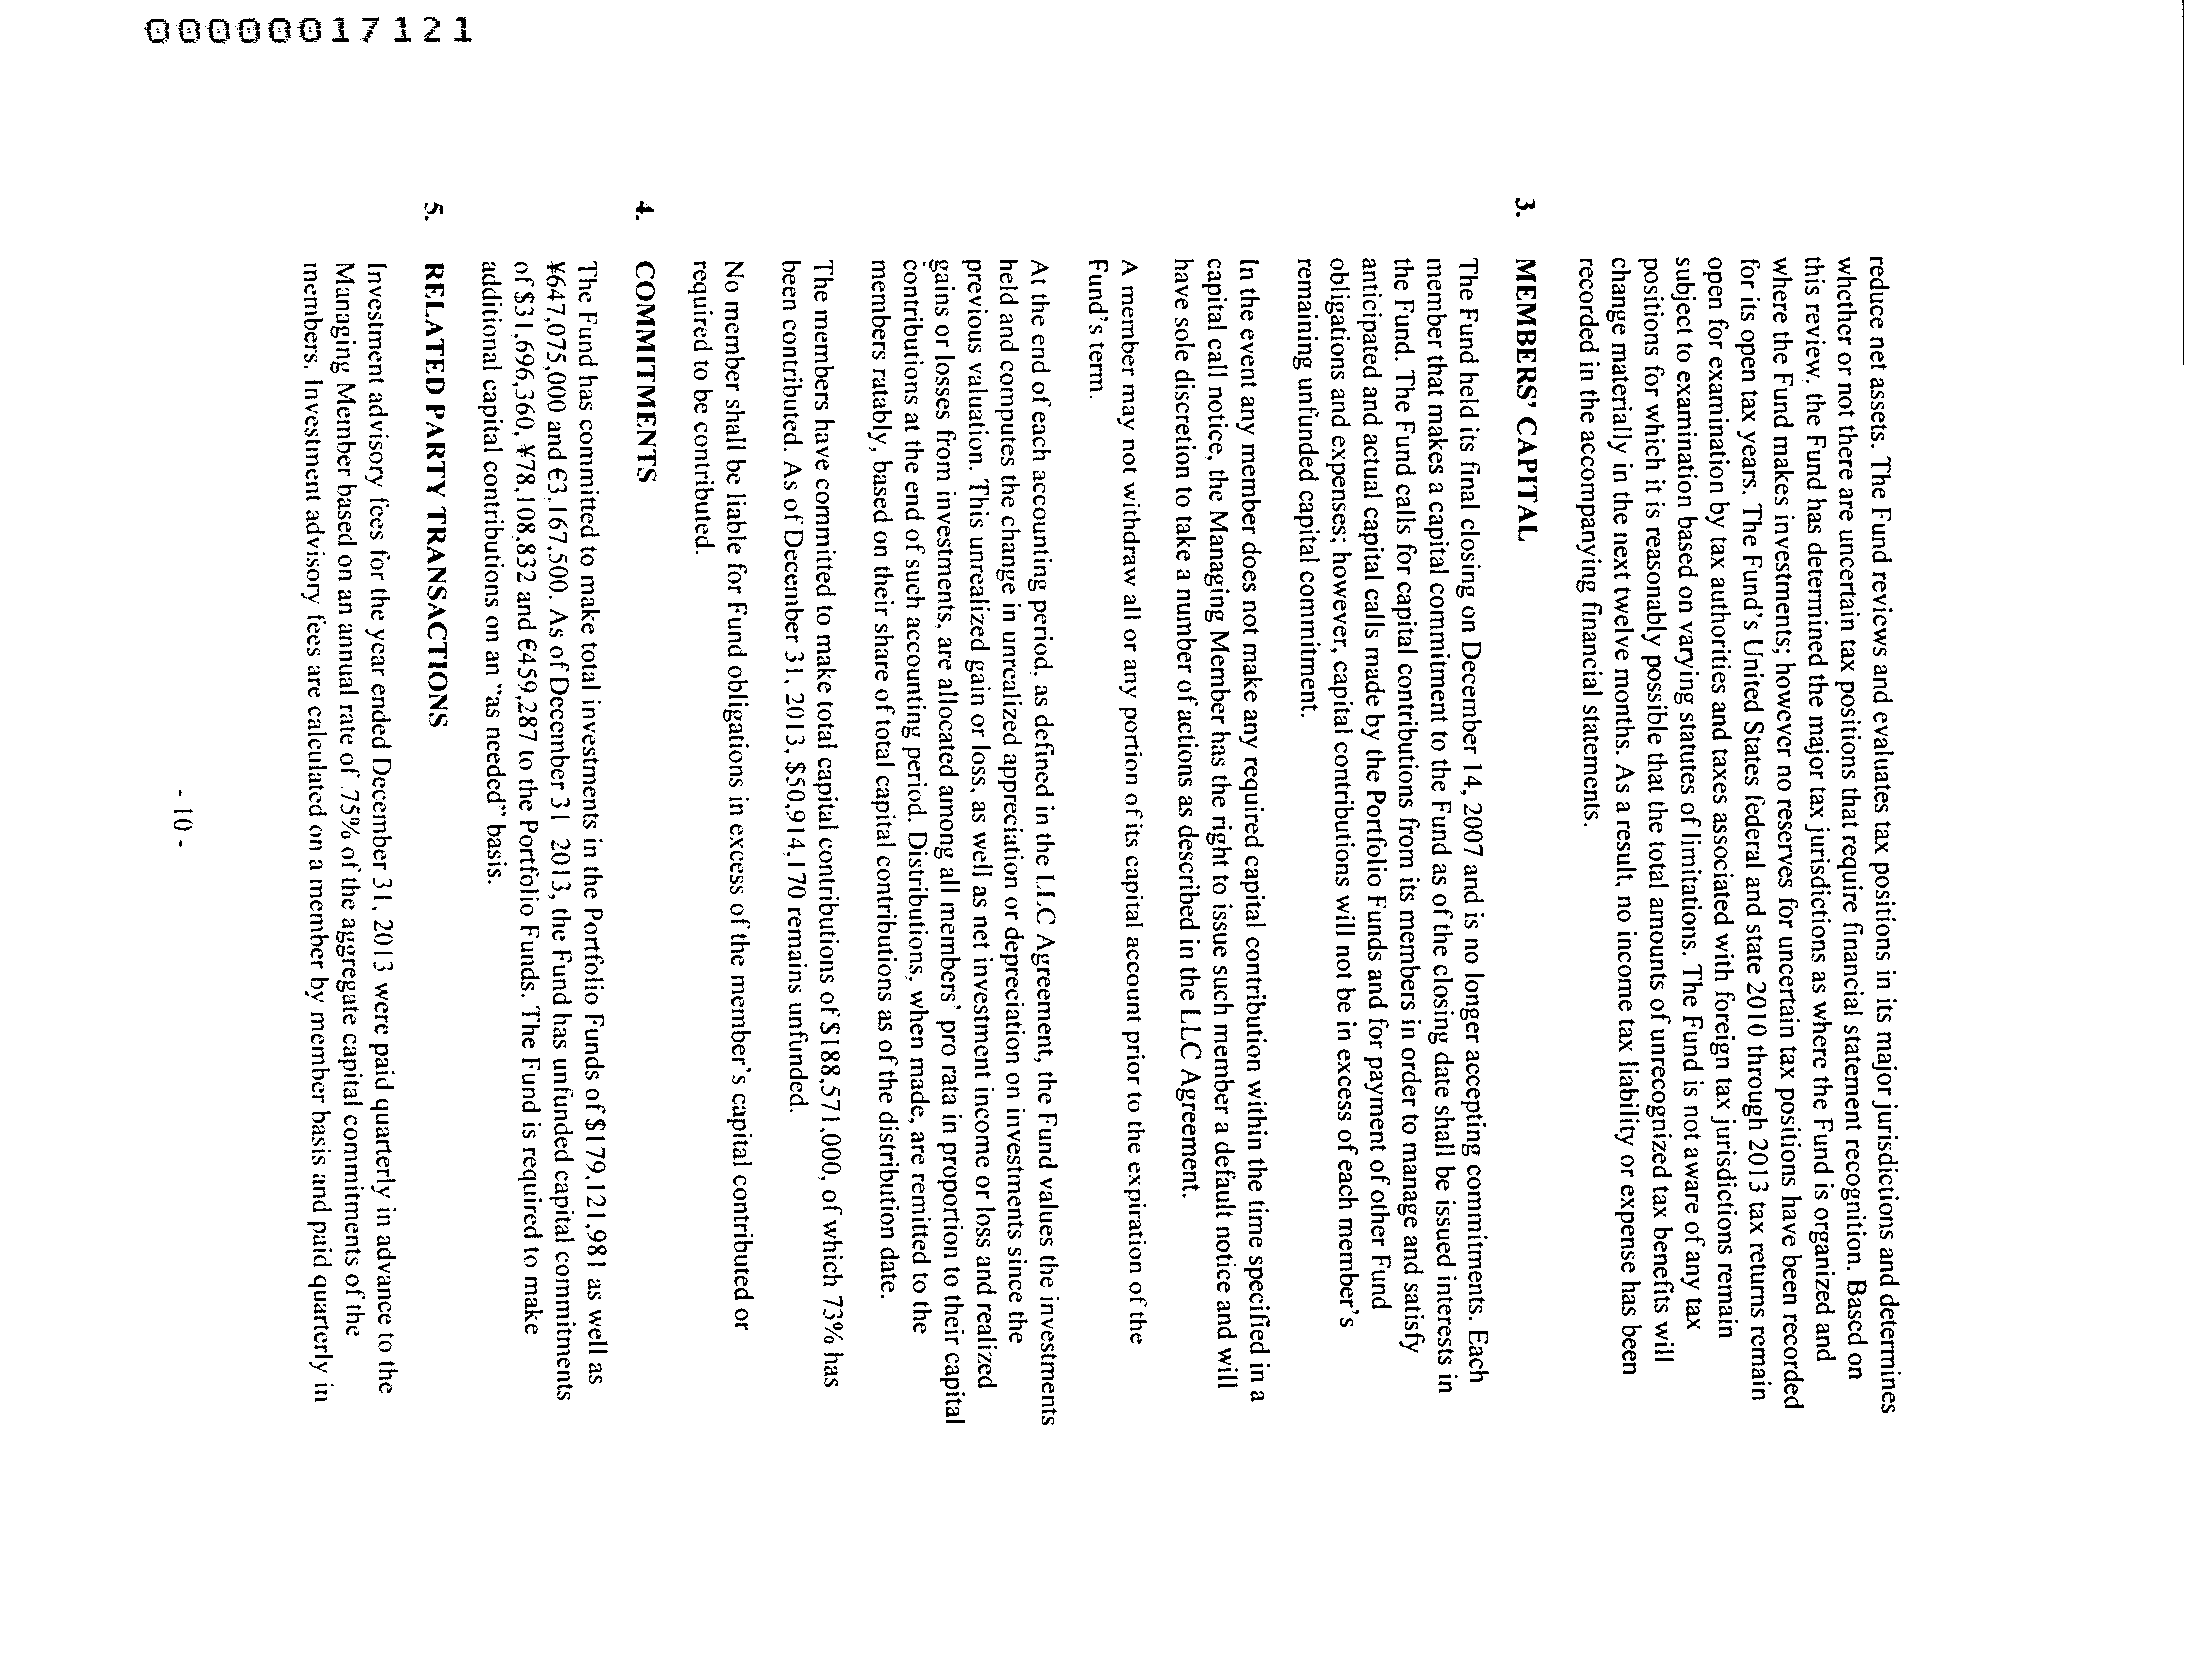 reduce net assets. The Fund reviews and evaluates tax positions in its major jurisdictions and determines
whether or not there are uncertain tax positions that require financial statement recognition. Based on
this review, the Fund has determined the major tax jurisdictions as where the Fund is organized and
where the Fund makes investments; however no reserves for uncertain tax positions have been recorded
for its open tax years. The Fund's United States federal and state 2010 through 2013 tax returns remain
open for examination by tax authorities and taxes associated with foreign tax jurisdictions remain
subject to examination based on varying statutes of limitations. The Fund is not aware of any tax
positions for which it is reasonably possible that the total amounts of unrecognized tax benefits will
change materially in the next twelve months. As a result, no income tax liability or expense has been
recorded in the accompanying financial statements.
3. MEMBERS' CAPITAL
The Fund held its final closing on December 14, 2007 and is no longer accepting commitments. Each
member that makes a capital commitment to the Fund as of the closing date shall be issued interests in
the Fund. The Fund calls for capital contributions from its members in order to manage and satisfy
anticipated and actual capital calls made by the Portfolio Funds and for payment of other Fund
obligations and expenses; however, capital contributions will not be in excess of each member's
remaining unfunded capital commitment.
In the event any member does not make any required capital contribution within the time specified in a
capital call notice, the Managing Member has the right to issue such member a default notice and will
have sole discretion to take a number of actions as described in the LLC Agreement.
A member may not withdraw all or any portion of its capital account prior to the expiration of the
Fund's term.
At the end of each accounting period, as defined in the LLC Agreement, the Fund values the investments
held and computes the change in unrealized appreciation or depreciation on investments since the
previous valuation. This unrealized gain or loss, as well as net investment income or loss and realized
gains or losses from investments, are allocated among all members' pro rata in proportion to their capital
contributions at the end of such accounting period. Distributions, when made, are remitted to the
members ratably, based on their share of total capital contributions as of the distribution date.
The members have committed to make total capital contributions of $188,571,000, of which 73% has
been contributed. As of December 31, 2013, $50,914,170 remains unfunded.
No member shall be liable for Fund obligations in excess of the member's capital contributed or
required to be contributed.
4. COMMITMENTS
The Fund has committed to make total investments in the Portfolio Funds of $179,121,981 as well as
¥647,075,000 and €3,167,500. As of December 31 2013, the Fund has unfunded capital commitments
of $31,696,360, ¥78,108,832 and €459,287 to the Portfolio Funds. The Fund is required to make
additional capital contributions on an "as needed" basis.
5. RELATED PARTY TRANSACTIONS
Investment advisory fees for the year ended December 31, 2013 were paid quarterly in advance to the
Managing Member based on an annual rate of .75% of the aggregate capital commitments of the
members. Investment advisory fees are calculated on a member by member basis and paid quarterly in
- 10 -
00000017121